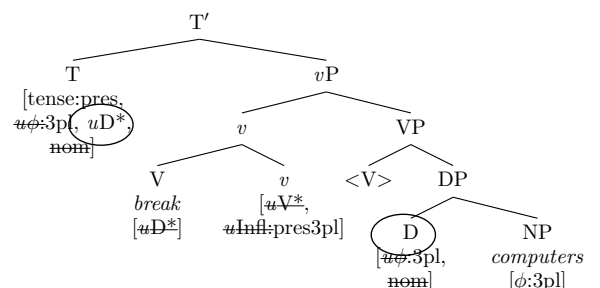 T′
T vP
[tense:pres,
uϕ:3pl, uD*,
nom]
v VP
V v <V> DP
break [uV*,
[uD*] uInfl:pres3pl]
D NP
[uϕ:3pl, computers
nom] [ϕ:3pl]